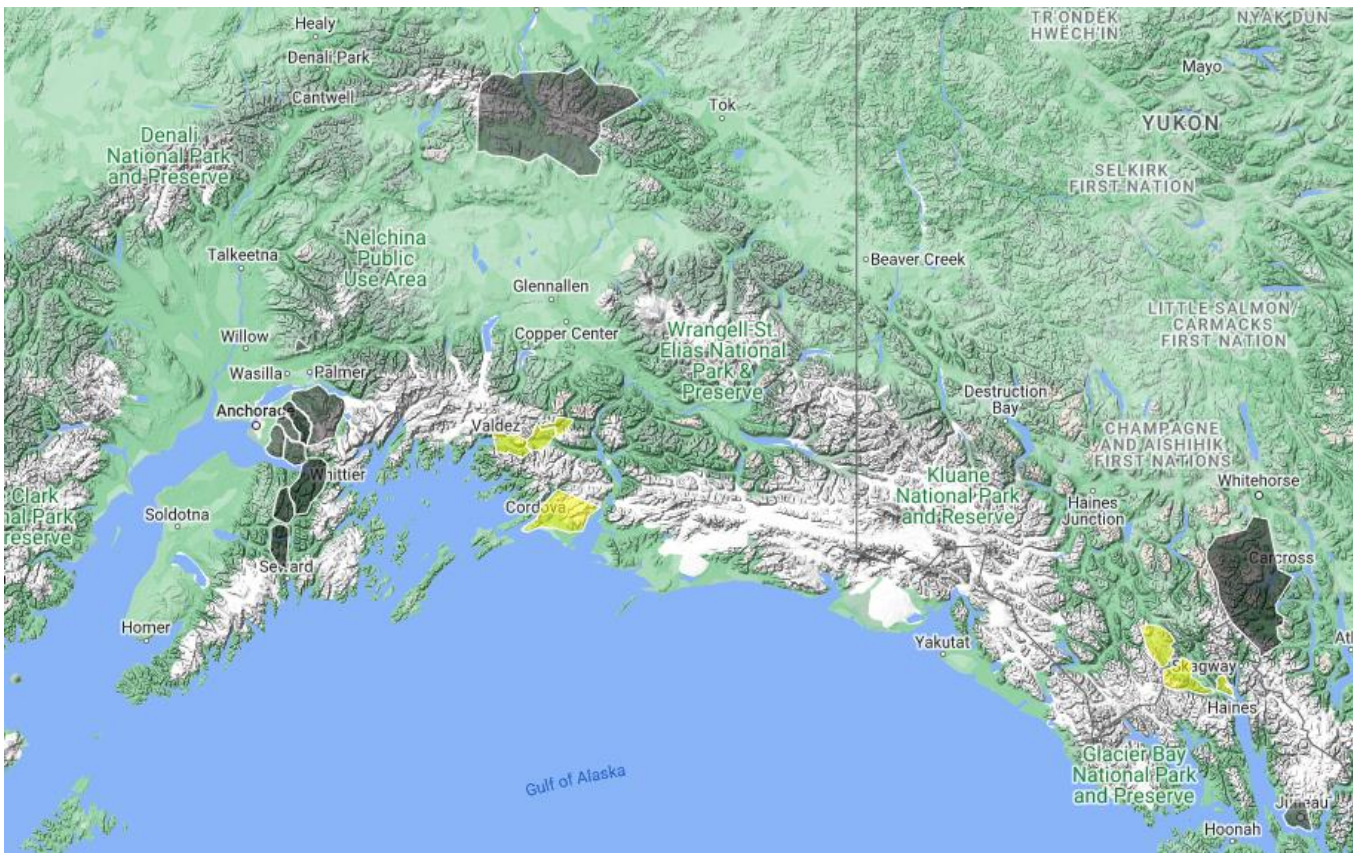 Healy
TR'ONDEK
HWËCH'IN
NYAK DUN
Denali Park
Mayo
Cantwell
Tok
Denali
National Park
and Preserve
YUKON
SELKIRK
FIRST NATION
Nelchina
Public
Use Area
Talkeetna
Beaver Creek
Glennallen
LITTLE SALMON/
CARMACKS
FIRST NATION
Willow
Copper Center
Wrangell-St.
Elias National
Park &
Preserve
Wasilla
Palmer
Destruction
Bay
Anchorage
Valdez
CHAMPAGNE
AND AISHIHIK
FIRST NATIONS
Whittier
Kluane
National Park
and Reserve
Whitehorse
Clark
nal Park
reserve
Soldotna
Cordova
Haines
Junction
Carcross
Seward
Homer
Yakutat
Atl
Skagway
Haines
Glacier Bay
National Park
and Preserve
Gulf of Alaska
Juneau
Hoonah